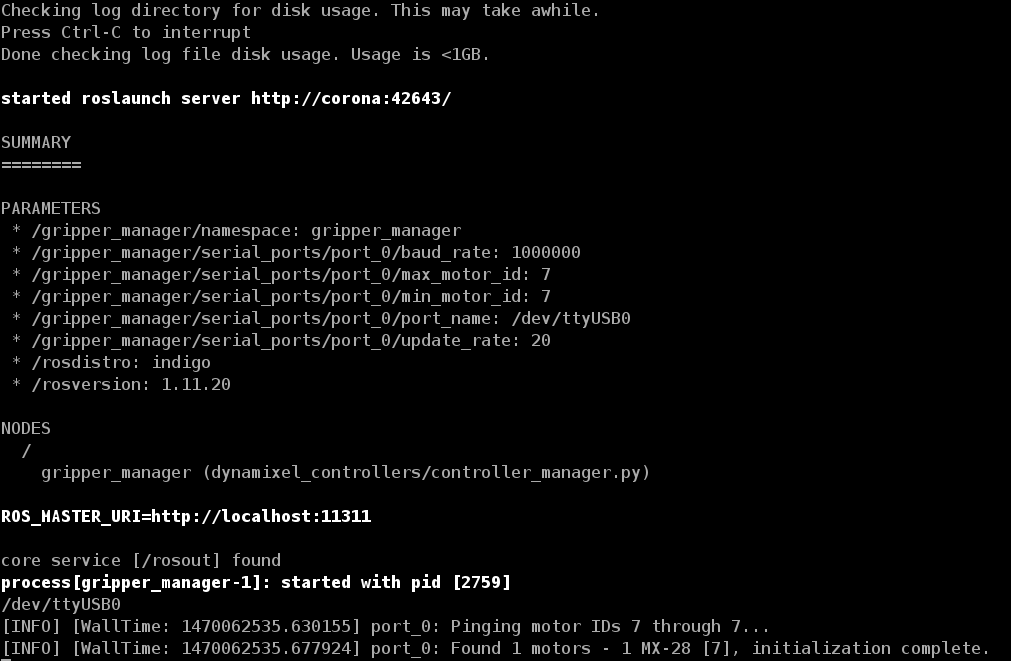 Checking log directory for disk usage. This may take awhile.
Press Ctrl-C to interrupt
Done checking log file disk usage. Usage is <1GB.
started roslaunch server http://corona:42643/
SUMMARY
========
PARAMETERS
* /gripper_manager/namespace: gripper_manager
* /gripper_manager/serial_ports/port_0/baud_rate: 1000000
* /gripper_manager/serial_ports/port_0/max_motor_id: 7
* /gripper_manager/serial_ports/port_0/min_motor_id: 7
* /gripper_manager/serial_ports/port_0/port_name: /dev/ttyUSB0
* /gripper_manager/serial_ports/port_0/update_rate: 20
* /rosdistro: indigo
* /rosversion: 1.11.20
NODES
/
gripper_manager (dynamixel_controllers/controller_manager.py)
ROS_MASTER_URI=http://localhost:11311
core service [/rosout] found
process[gripper_manager-1]: started with pid [2759]
/dev/ttyUSB0
[INFO] [WallTime: 1470062535.630155] port_0: Pinging motor IDs 7 through 7...
[INFO] [WallTime: 1470062535.677924] port_0: Found 1 motors - 1 MX-28 [7], initialization complete.